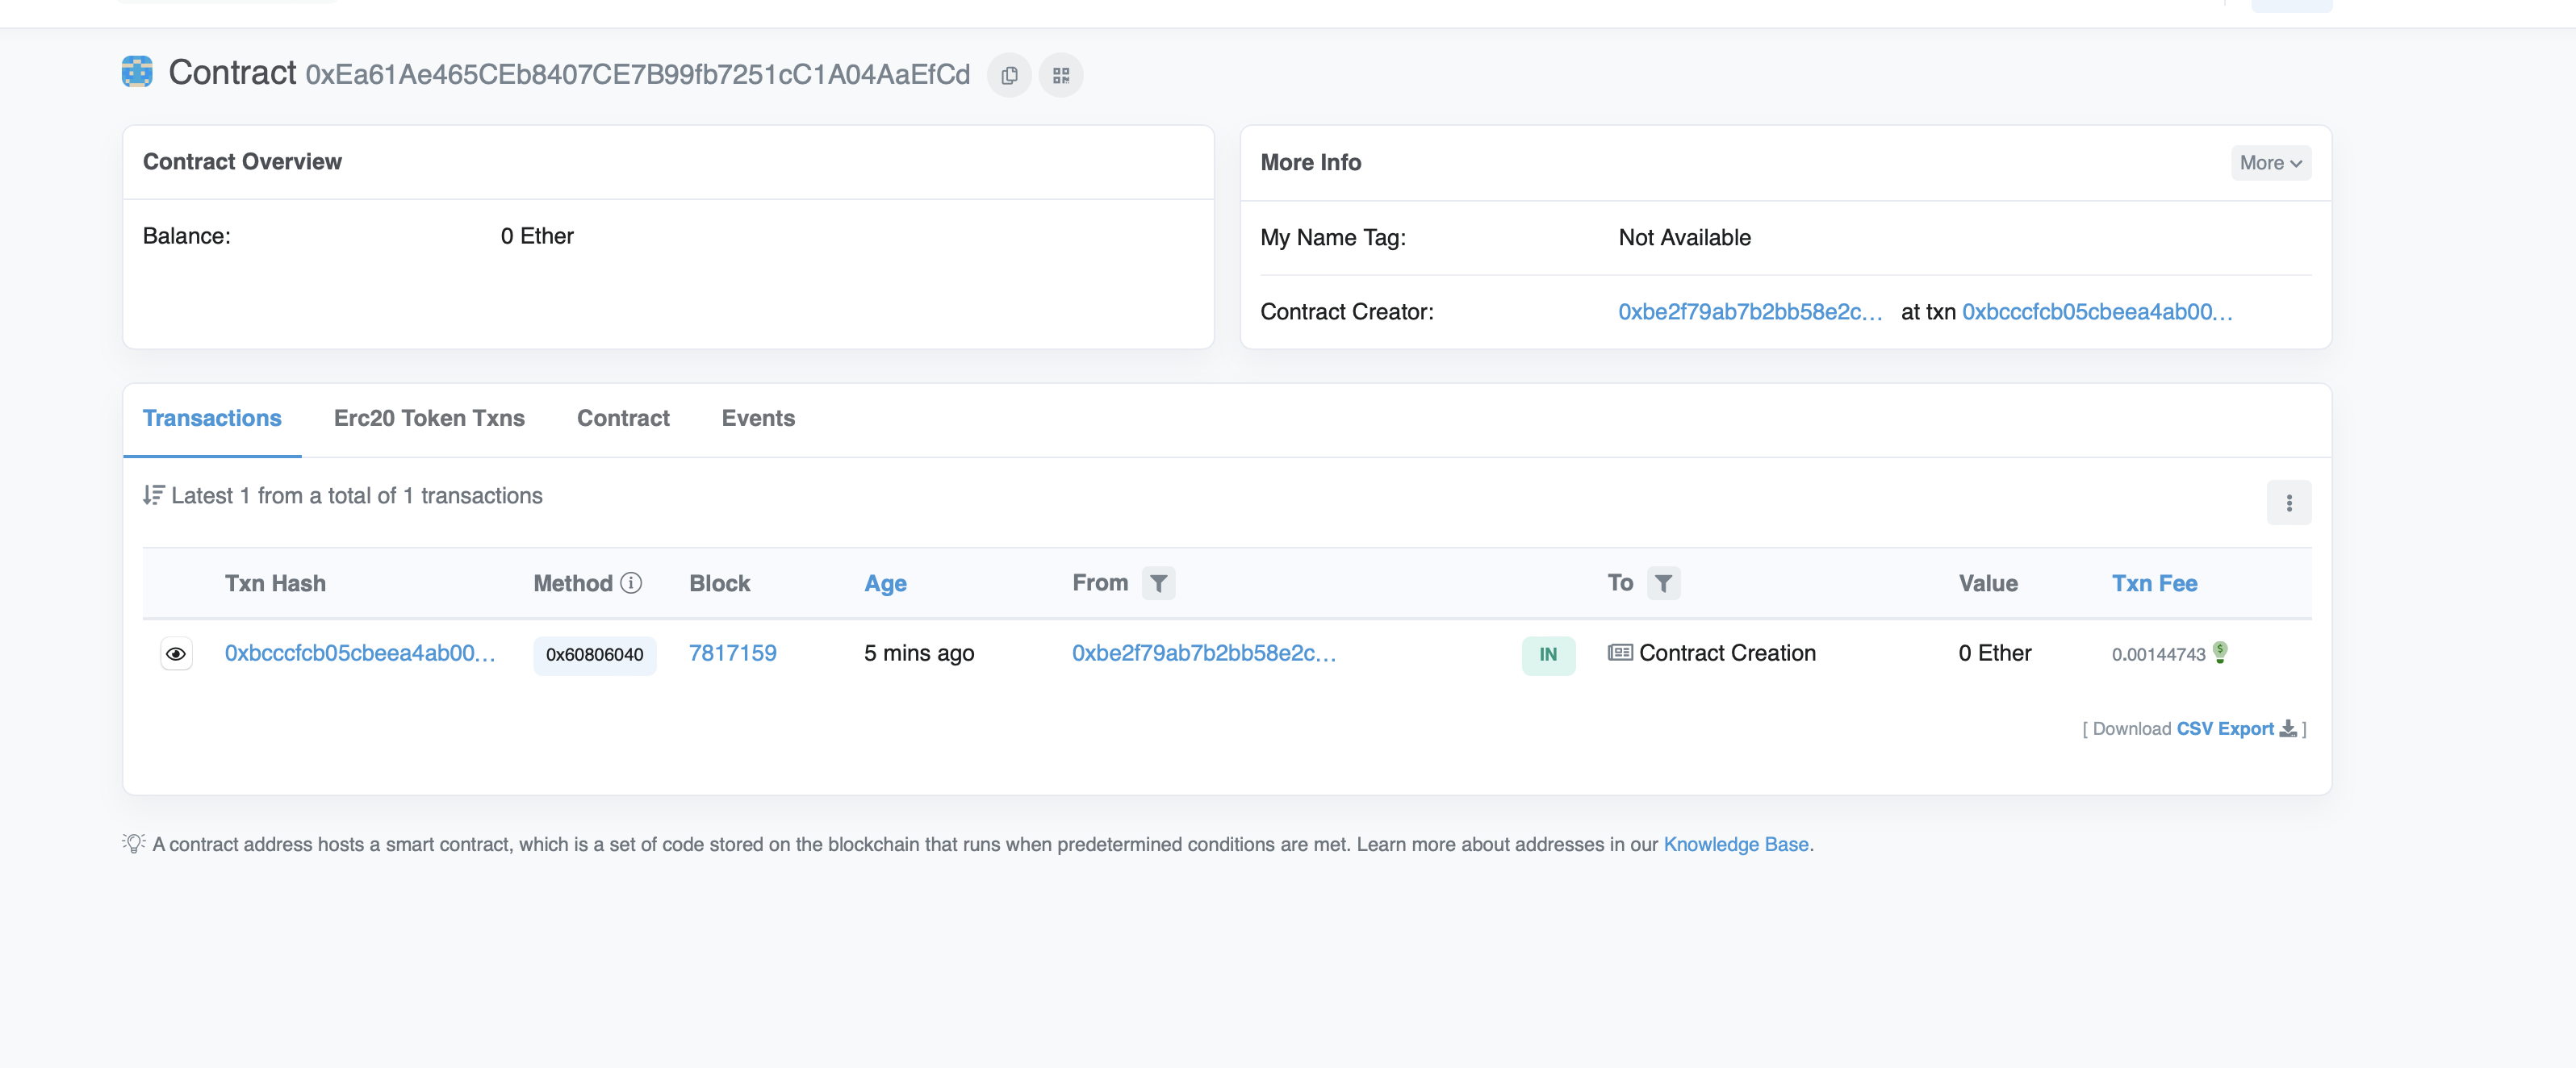 Contract 0xEa61Ae465CEb8407CE7B99fb7251cC1A04AaEfCd
Contract Overview
Balance: 0 Ether
More Info
More
My Name Tag: Not Available
Contract Creator: 0xbe2f79ab7b2bb58e2c... at txn 0xbcccfcb05cbeea4ab00...
Transactions Erc20 Token Txns Contract Events
Latest 1 from a total of 1 transactions
Txn Hash Method Block Age From To Value Txn Fee
0xbcccfcb05cbeea4ab00... 0x60806040 7817159 5 mins ago 0xbe2f79ab7b2bb58e2c... IN Contract Creation 0 Ether 0.00144743
[ Download CSV Export ]
A contract address hosts a smart contract, which is a set of code stored on the blockchain that runs when predetermined conditions are met. Learn more about addresses in our Knowledge Base.